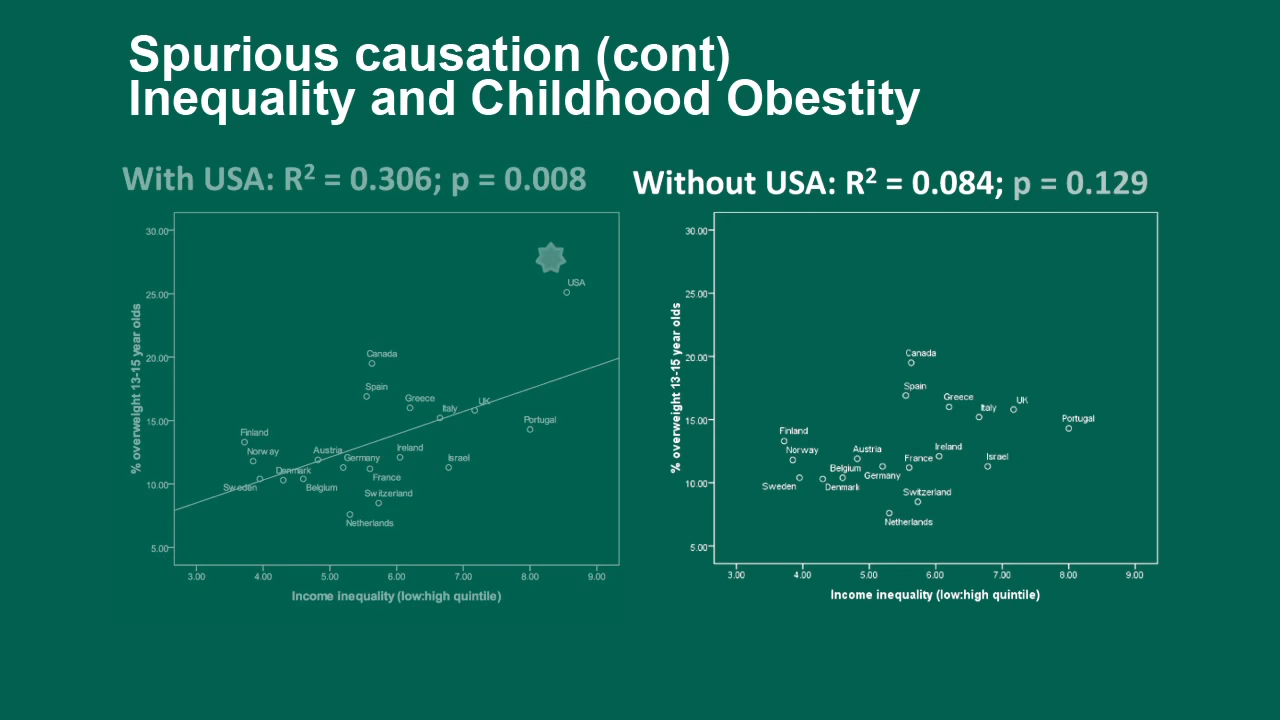 Spurious causation (cont)
Inequality and Childhood Obestity
With USA: R² = 0.306; p = 0.008
Without USA: R² = 0.084; p = 0.129
% overweight 13-15 year olds
30.00
25.00
20.00
15.00
10.00
5.00
USA
Canada
Spain
Greece
Italy
UK
Portugal
Finland
Norway
Austria
Germany
Ireland
Israel
Sweden
Denmark
Belgium
France
Switzerland
Netherlands
3.00 4.00 5.00 6.00 7.00 8.00 9.00
Income inequality (low:high quintile)
% overweight 13-15 year olds
30.00
25.00
20.00
15.00
10.00
5.00
Canada
Spain
Greece
Italy
UK
Portugal
Finland
Norway
Austria
Ireland
Israel
Belgium
France
Germany
Sweden
Denmark
Switzerland
Netherlands
3.00 4.00 5.00 6.00 7.00 8.00 9.00
Income inequality (low:high quintile)